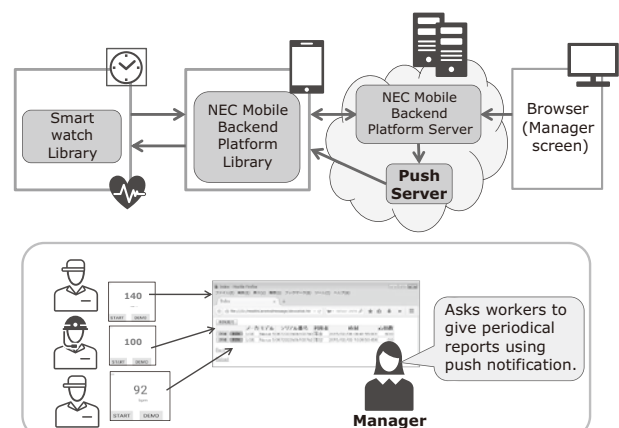 Smart
watch
Library
NEC Mobile
Backend
Platform
Library
NEC Mobile
Backend
Platform Server
Push
Server
Browser
(Manager
screen)
140
START DEMO
100
START DEMO
92
START DEMO
Asks workers to
give periodical
reports using
push notification.
Manager